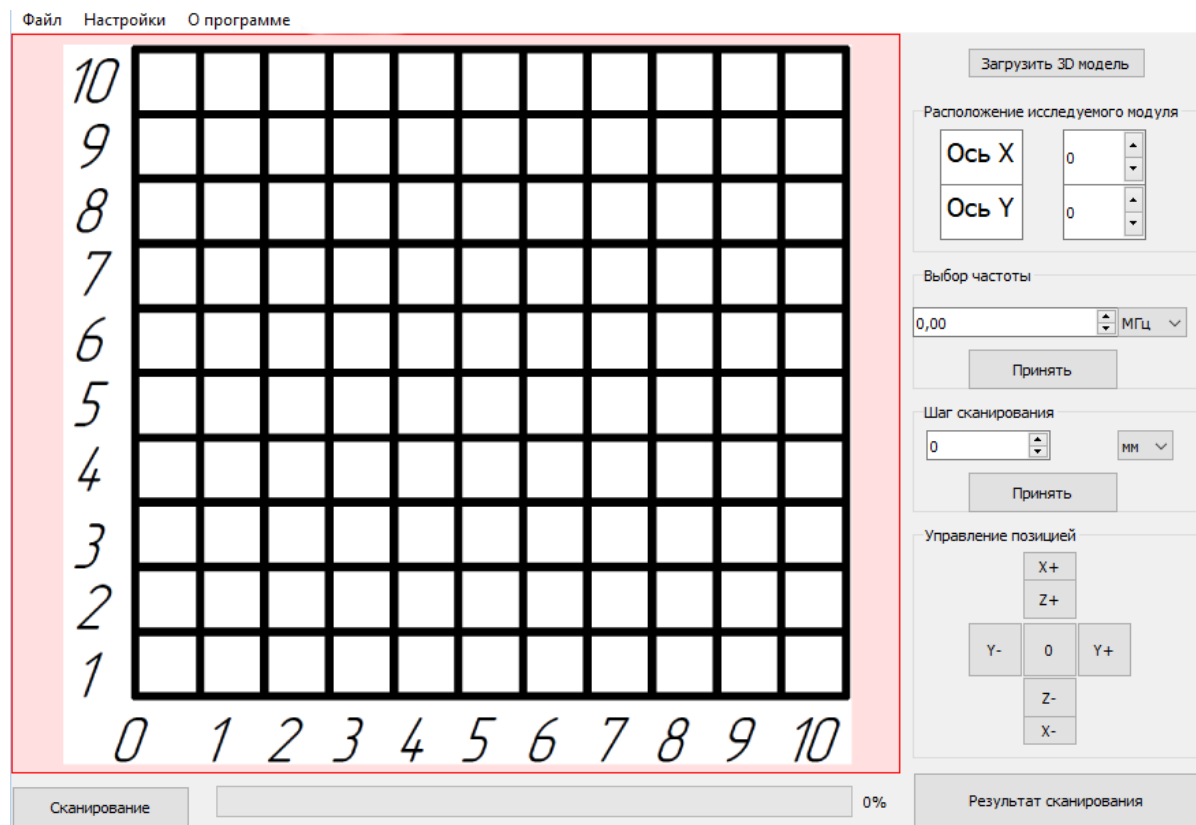 Файл Настройки О программе
10
9
8
7
6
5
4
3
2
1
0 1 2 3 4 5 6 7 8 9 10
Сканирование
0%
Загрузить 3D модель
Расположение исследуемого модуля
Ось X 0
Ось Y 0
Выбор частоты
0,00 МГц
Принять
Шаг сканирования
0 мм
Принять
Управление позицией
X+
Z+
Y- 0 Y+
Z-
X-
Результат сканирования